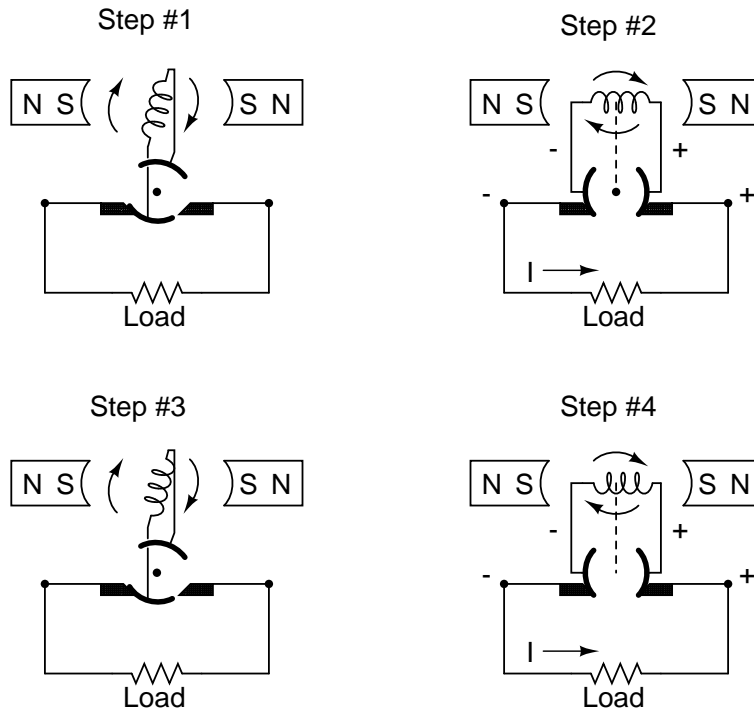 Step #1
N S
S N
Load
Step #2
N S
S N
- +
- +
I
Load
Step #3
N S
S N
Load
Step #4
N S
S N
- +
- +
I
Load